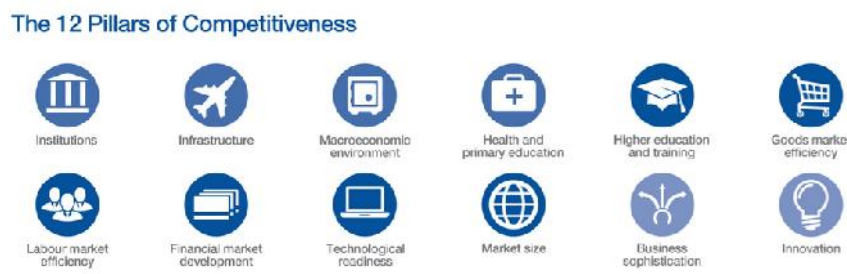 The 12 Pillars of Competitiveness
Institutions
Infrastructure
Macroeconomic
environment
Health and
primary education
Higher education
and training
Goods marke
efficiency
Labour market
efficiency
Financial market
development
Technological
readiness
Market size
Business
sophistication
Innovation